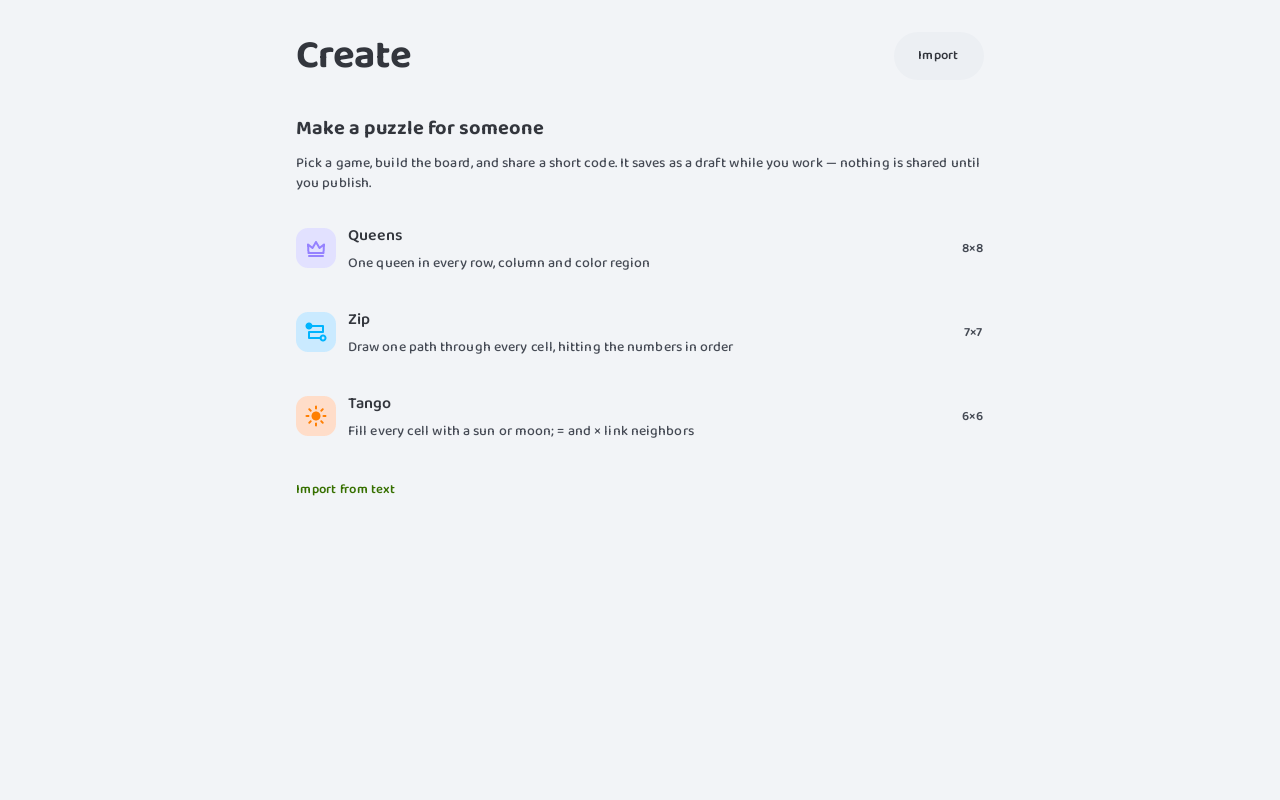 Create
Import
Make a puzzle for someone
Pick a game, build the board, and share a short code. It saves as a draft while you work — nothing is shared until
you publish.
Queens
One queen in every row, column and color region
8×8
Zip
Draw one path through every cell, hitting the numbers in order
7×7
Tango
Fill every cell with a sun or moon; = and × link neighbors
6×6
Import from text